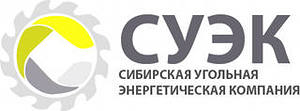 СУЭК
СИБИРСКАЯ УГОЛЬНАЯ
ЭНЕРГЕТИЧЕСКАЯ КОМПАНИЯ